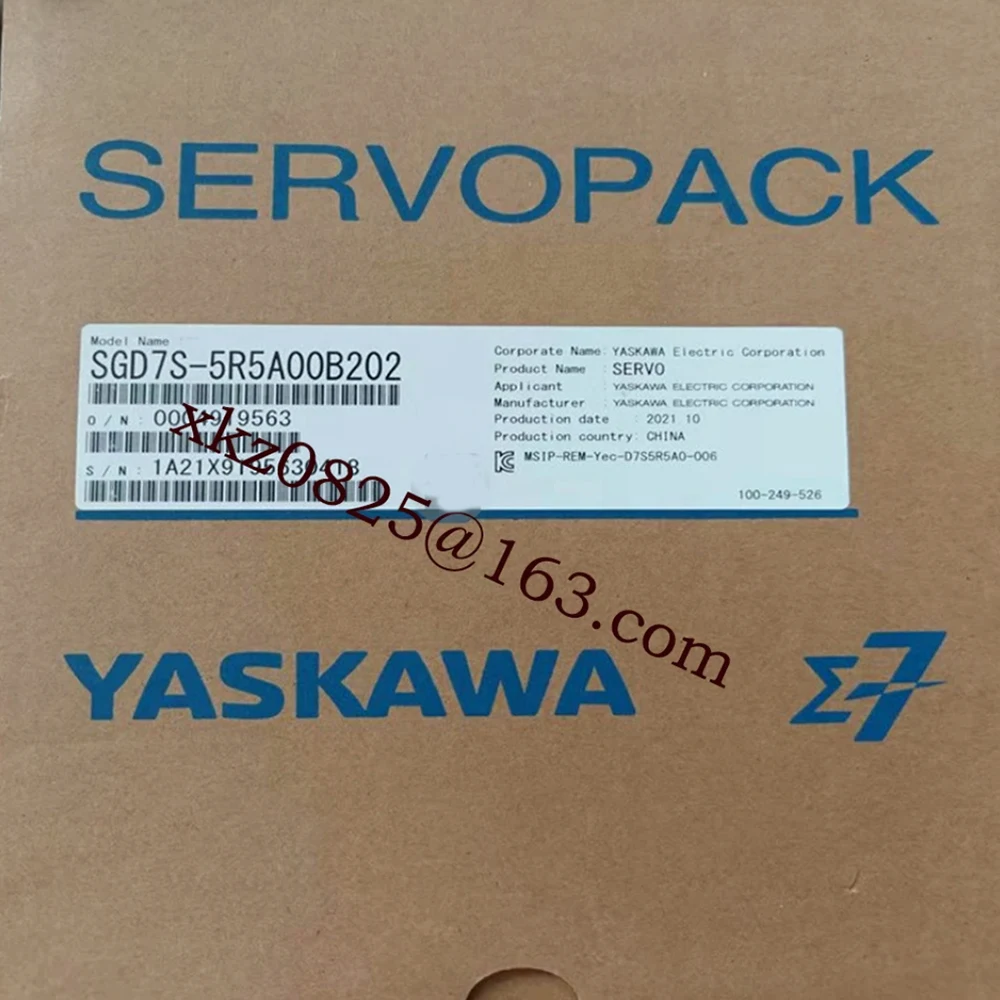 SERVOPACK
Model Name
SGD7S-5R5A00B202
O/N:
S/N:
Corporate Name: YASKAWA Electric Corporation
Product Name : SERVO
Applicant : YASKAWA ELECTRIC CORPORATION
Manufacturer : YASKAWA ELECTRIC CORPORATION
Production date : 2021.10
Production country: CHINA
MSIP-REM-Yec-D7S5R5A0-006
100-249-526
xkz0825@163.com
YASKAWA
Σ-7